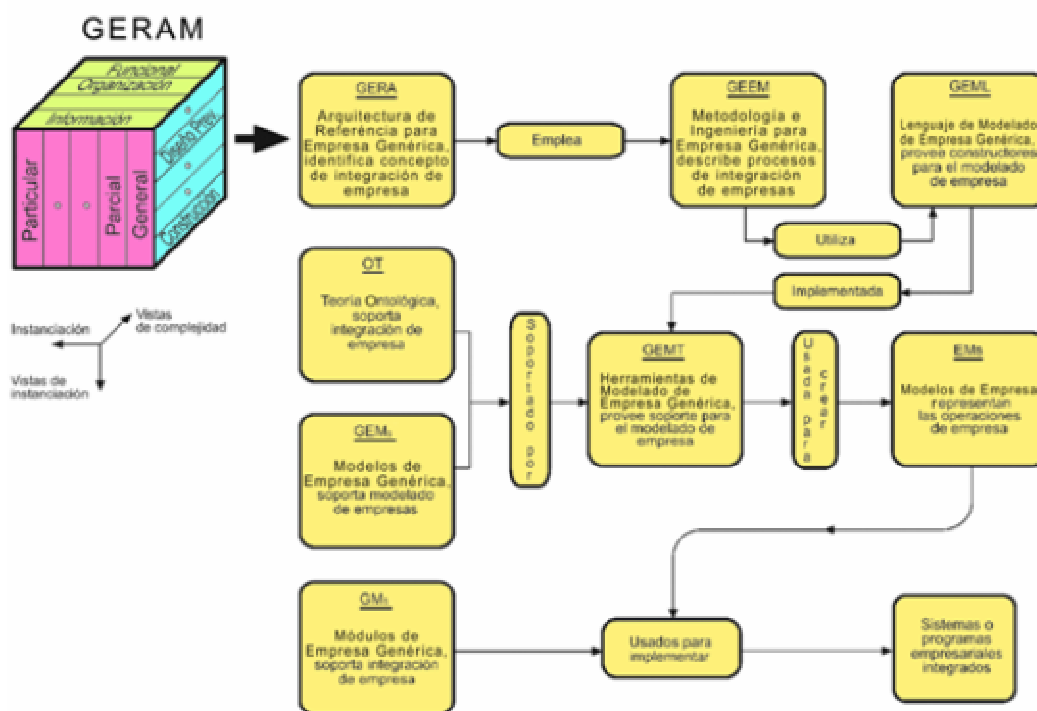 GERAM
Funcional
Organización
Información
Particular
Parcial
General
Diseño Prev.
Construcción
Instanciación
Vistas
de complejidad
Vistas de
instanciación
GERA
Arquitectura de
Referéncia para
Empresa Genérica,
identifica concepto
de integración de
empresa
Emplea
GEEM
Metodología e
Ingeniería para
Empresa Genérica,
describe procesos
de integración
de empresas
GEML
Lenguaje de Modelado
de Empresa Genérica,
provee constructores
para el modelado
de empresa
Utiliza
Implementada
OT
Teoría Ontológica,
soporta
integración de
empresa
GEMs
Modelos de
Empresa Genérica,
soporta modelado
de empresas
Soportado por
GEMT
Herramientas de
Modelado de
Empresa Genérica,
provee soporte para
el modelado de
empresa
Usada para
crear
EMs
Modelos de Empresa
representan
las operaciones
de empresa
GMs
Módulos de
Empresa Genérica,
soporta integración
de empresa
Usados para
implementar
Sistemas o
programas
empresariales
integrados